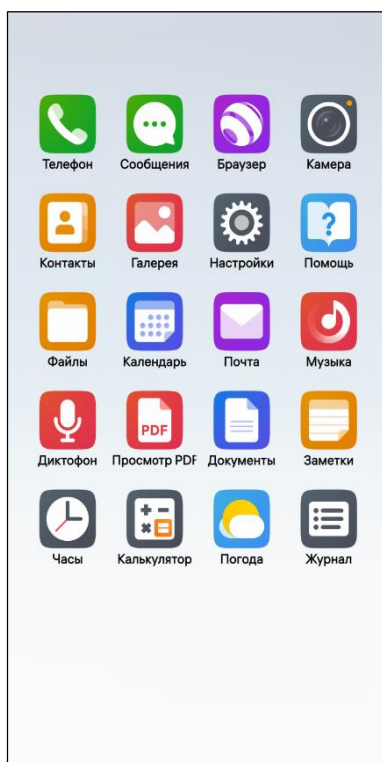 Телефон Сообщения Браузер Камера
?
Контакты Галерея Настройки Помощь
Файлы Календарь Почта Музыка
PDF
Диктофон Просмотр PDF Документы Заметки
Часы Калькулятор Погода Журнал